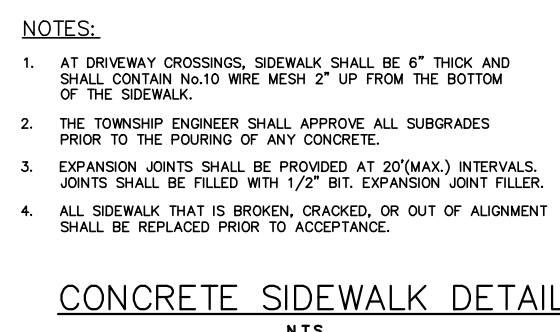 NOTES:
1. AT DRIVEWAY CROSSINGS, SIDEWALK SHALL BE 6" THICK AND
SHALL CONTAIN No.10 WIRE MESH 2" UP FROM THE BOTTOM
OF THE SIDEWALK.
2. THE TOWNSHIP ENGINEER SHALL APPROVE ALL SUBGRADES
PRIOR TO THE POURING OF ANY CONCRETE.
3. EXPANSION JOINTS SHALL BE PROVIDED AT 20'(MAX.) INTERVALS.
JOINTS SHALL BE FILLED WITH 1/2" BIT. EXPANSION JOINT FILLER.
4. ALL SIDEWALK THAT IS BROKEN, CRACKED, OR OUT OF ALIGNMENT
SHALL BE REPLACED PRIOR TO ACCEPTANCE.
CONCRETE SIDEWALK DETAIL
N.T.S.